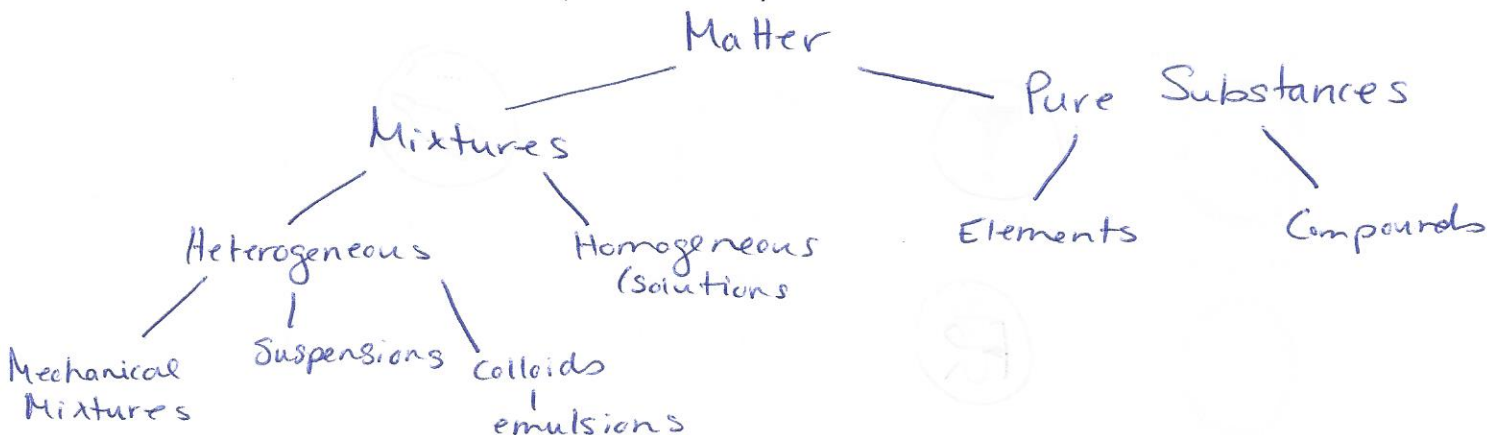 Matter
Pure Substances
Mixtures
Heterogeneous
Homogeneous
(Solutions
Elements
Compounds
Mechanical
Mixtures
Suspensions
Colloids
emulsions